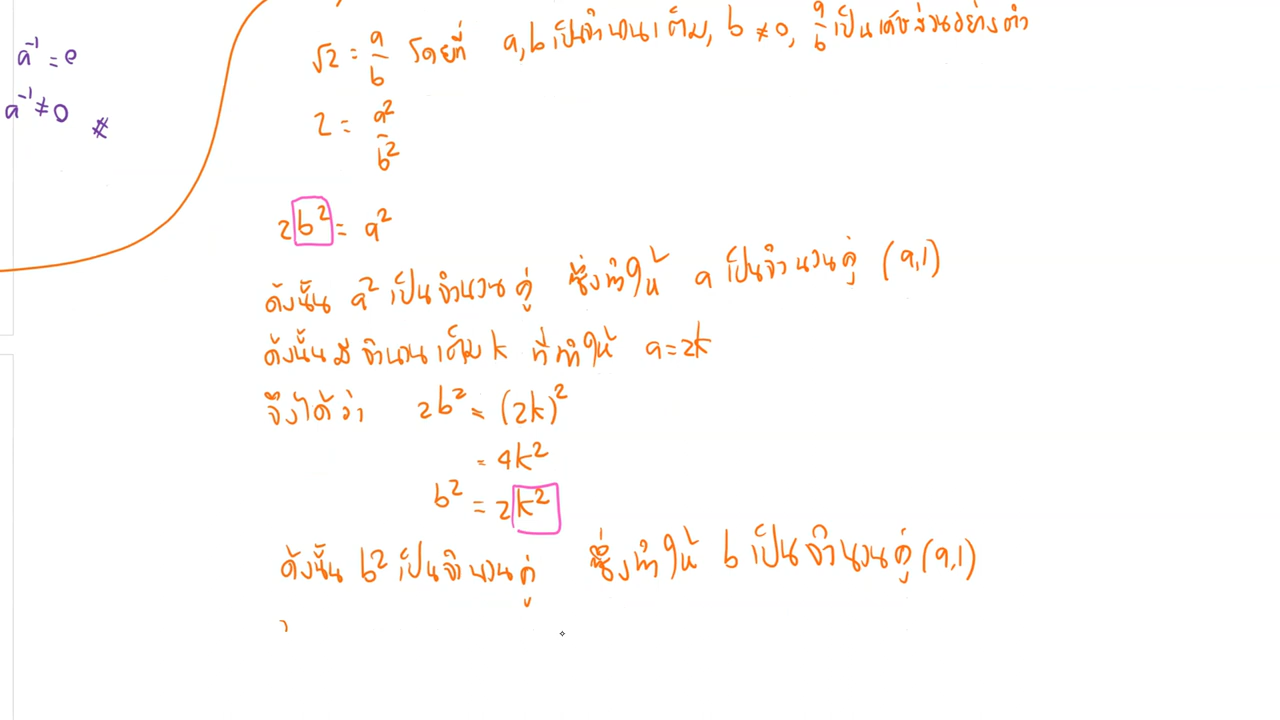 a⁻¹ = e
a⁻¹ ≠ 0 #
√2 = a/b โดยที่ a, b เป็นจำนวนเต็ม, b ≠ 0, a/b เป็นเศษส่วนอย่างต่ำ
2 = a²/b²
2b² = a²
ดังนั้น a² เป็นจำนวนคู่ ซึ่งทำให้ a เป็นจำนวนคู่ (a,1)
ดังนั้นมีจำนวนเต็ม k ที่ทำให้ a = 2k
จึงได้ว่า 2b² = (2k)²
= 4k²
b² = 2k²
ดังนั้น b² เป็นจำนวนคู่ ซึ่งทำให้ b เป็นจำนวนคู่ (a,1)